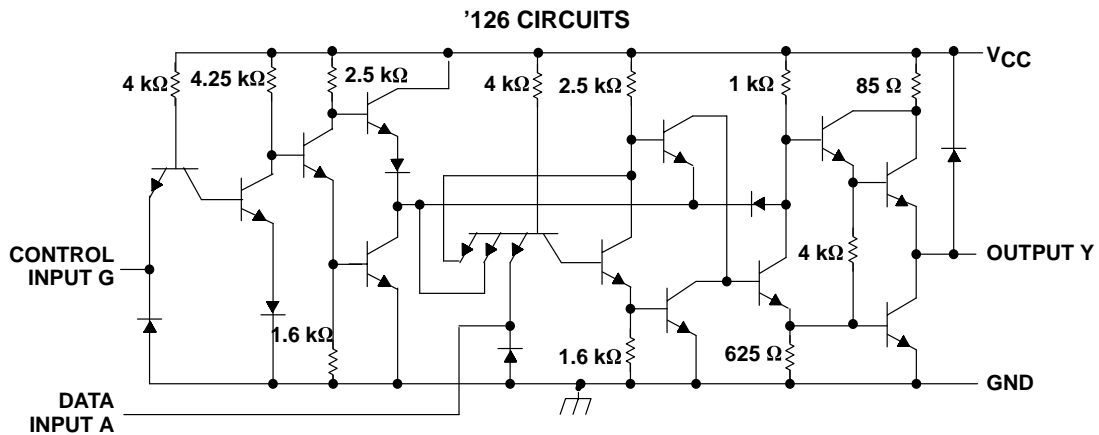 '126 CIRCUITS
VCC
4 kΩ
4.25 kΩ
2.5 kΩ
4 kΩ
2.5 kΩ
1 kΩ
85 Ω
CONTROL
INPUT G
4 kΩ
OUTPUT Y
1.6 kΩ
1.6 kΩ
625 Ω
GND
DATA
INPUT A